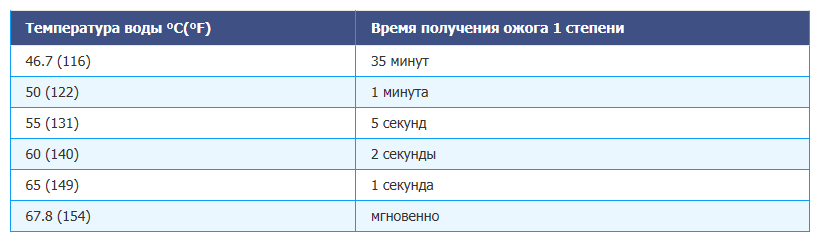 Температура воды ºС(ºF) Время получения ожога 1 степени
46.7 (116) 35 минут
50 (122) 1 минута
55 (131) 5 секунд
60 (140) 2 секунды
65 (149) 1 секунда
67.8 (154) мгновенно